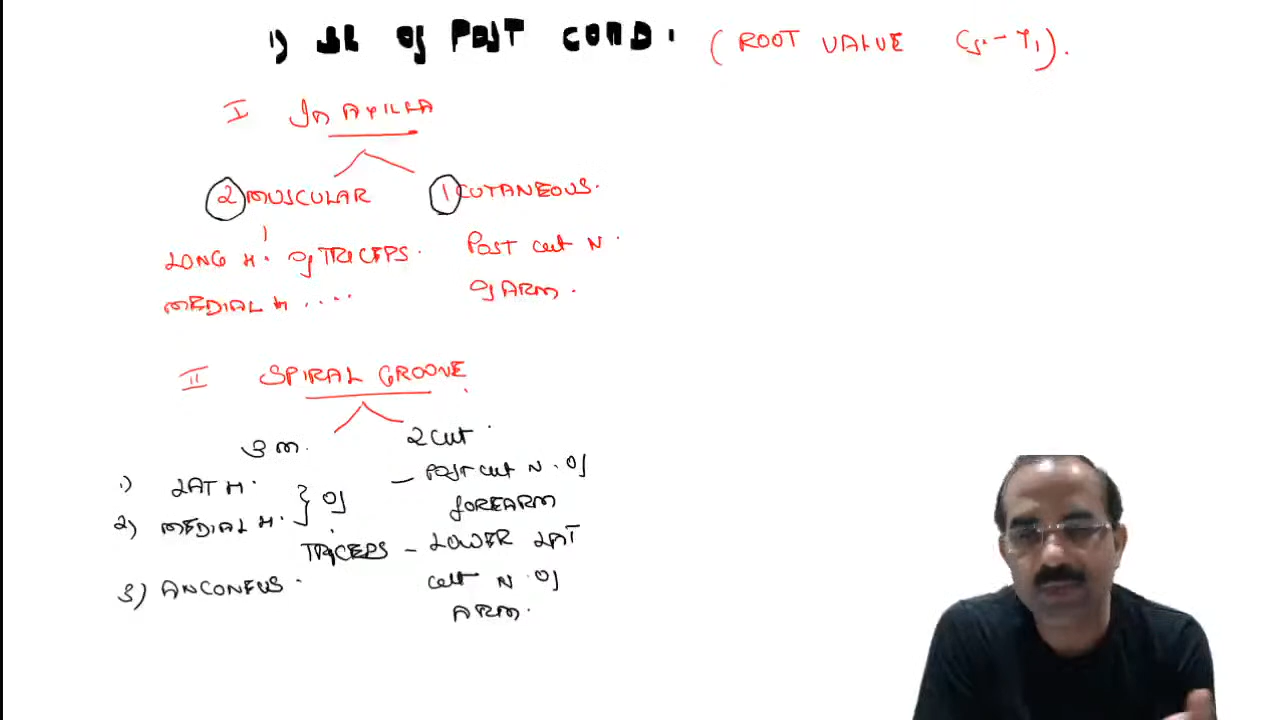 1) BR Of POST CORD. (ROOT VALUE C5 - T1).
I In AXILLA
2 MUSCULAR 1 CUTANEOUS.
LONG H. Of TRICEPS. POST cut N.
MEDIAL H .... Of ARM.
II SPIRAL GROOVE
3 m. 2 cut.
1) LAT H. - Post cut N. Of
2) MEDIAL H. } Of forearm
TRICEPS - LOWER LAT
3) ANCONEUS. cut N. Of
ARM.